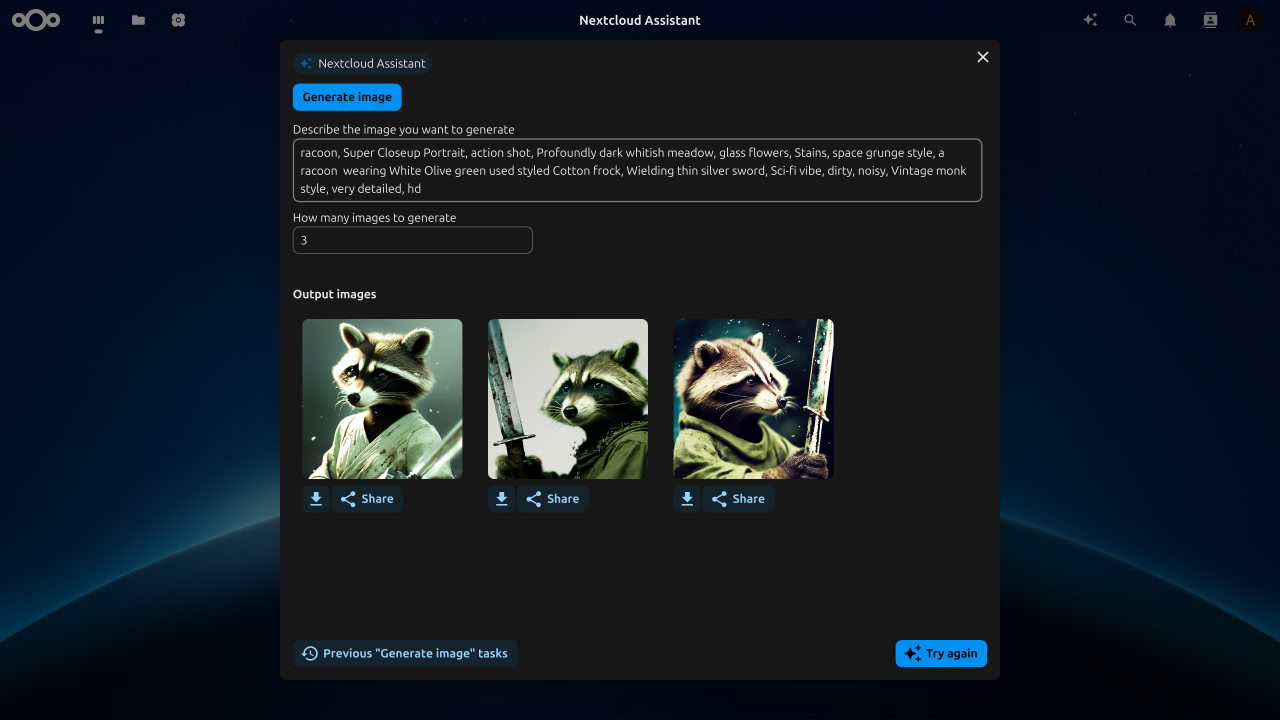 Nextcloud Assistant
A
Nextcloud Assistant
Generate image
Describe the image you want to generate
racoon, Super Closeup Portrait, action shot, Profoundly dark whitish meadow, glass flowers, Stains, space grunge style, a
racoon  wearing White Olive green used styled Cotton frock, Wielding thin silver sword, Sci-fi vibe, dirty, noisy, Vintage monk
style, very detailed, hd
How many images to generate
3
Output images
Share
Share
Share
Previous "Generate image" tasks
Try again